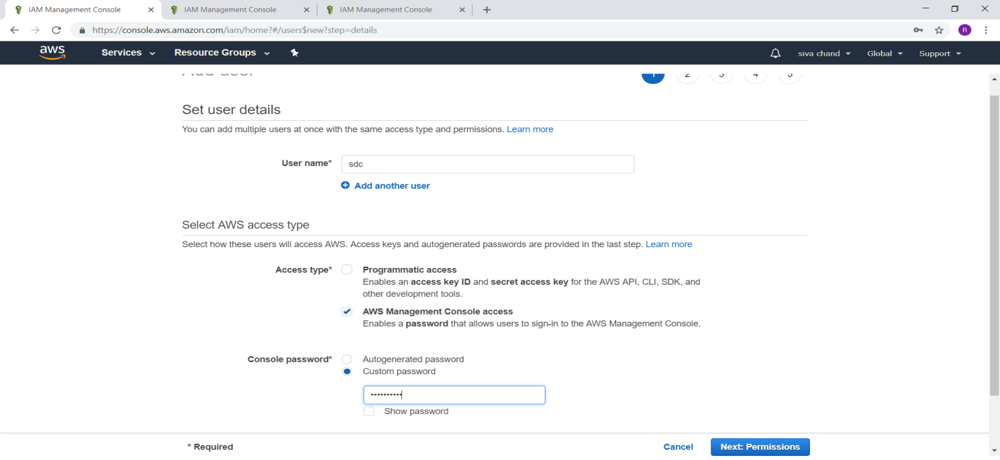 IAM Management Console
IAM Management Console
IAM Management Console
https://console.aws.amazon.com/iam/home?#/users$new?step=details
R
aws
Services
Resource Groups
siva chand
Global
Support
Add user
1
2
3
4
5
Set user details
You can add multiple users at once with the same access type and permissions. Learn more
User name*
sdc
Add another user
Select AWS access type
Select how these users will access AWS. Access keys and autogenerated passwords are provided in the last step. Learn more
Access type*
Programmatic access
Enables an access key ID and secret access key for the AWS API, CLI, SDK, and
other development tools.
AWS Management Console access
Enables a password that allows users to sign-in to the AWS Management Console.
Console password*
Autogenerated password
Custom password
••••••••••
Show password
* Required
Cancel
Next: Permissions